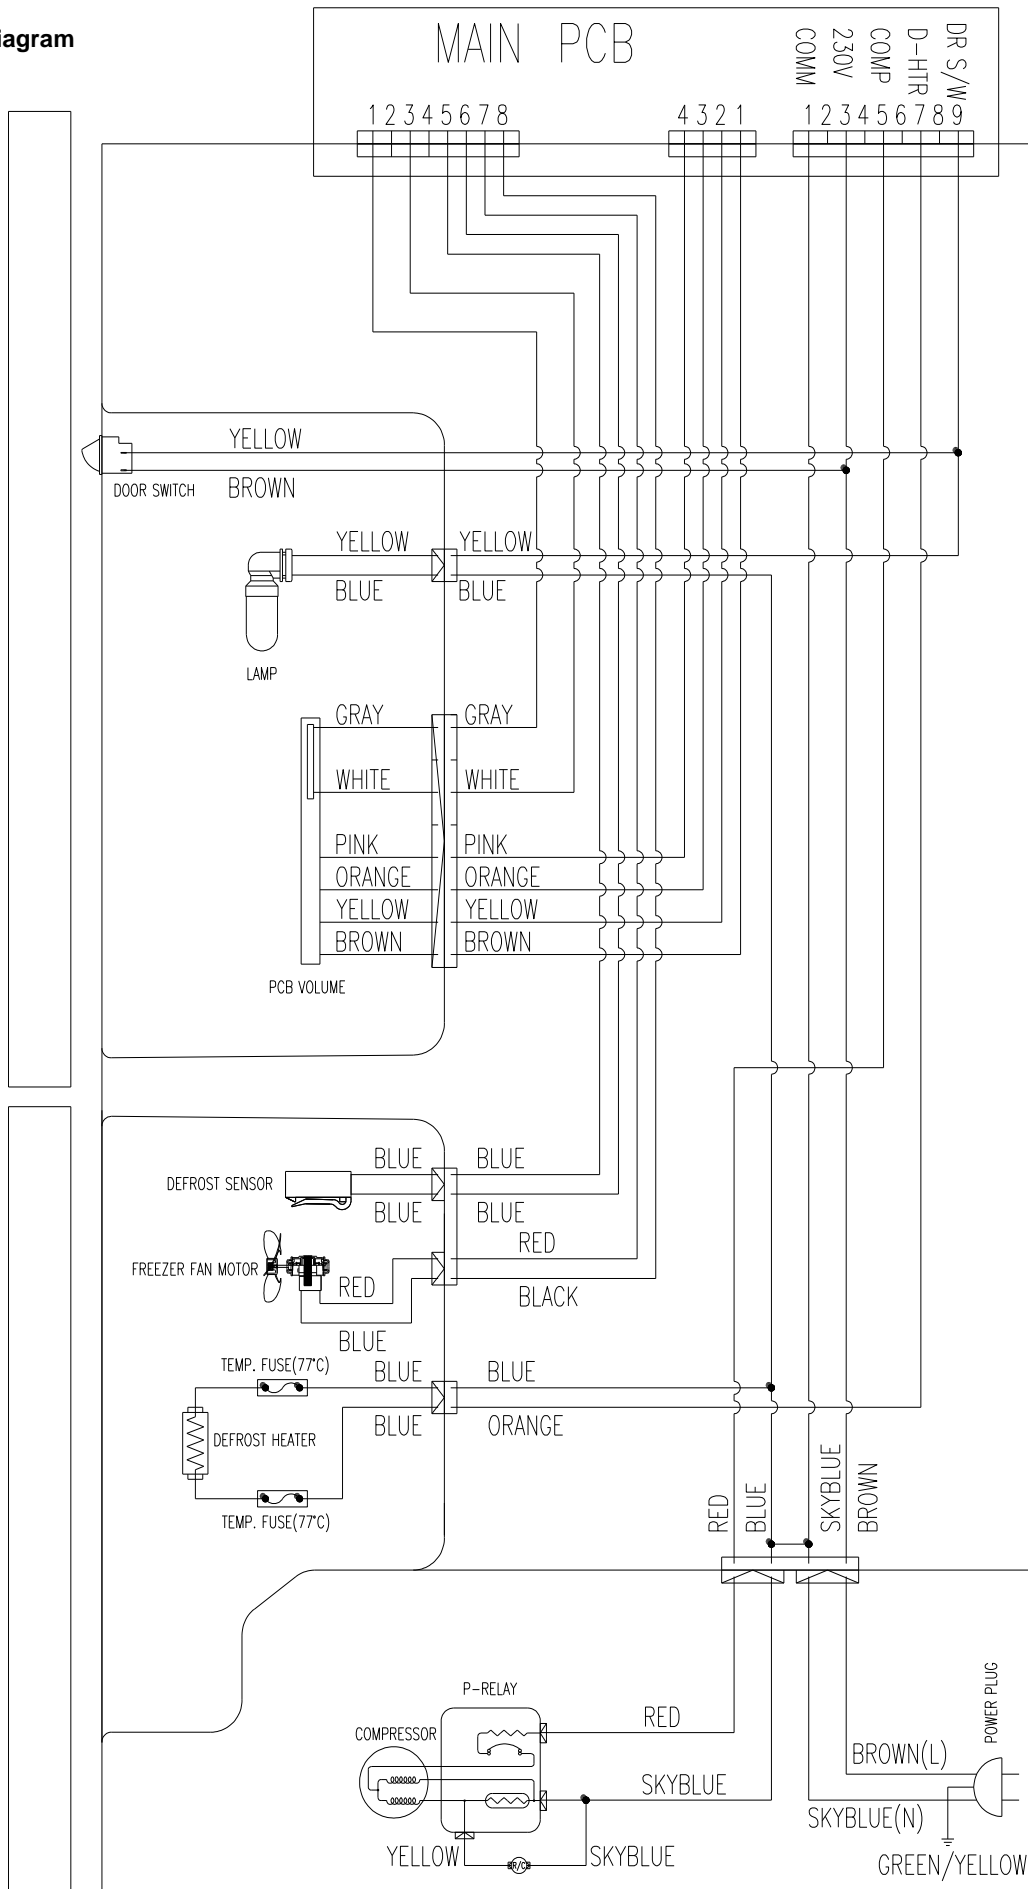 iagram
MAIN PCB
COMM
230V
COMP
D-HTR
DR S/W
1 2 3 4 5 6 7 8
4 3 2 1
1 2 3 4 5 6 7 8 9
YELLOW
DOOR SWITCH
BROWN
YELLOW
YELLOW
BLUE
BLUE
LAMP
GRAY
GRAY
WHITE
WHITE
PINK
PINK
ORANGE
ORANGE
YELLOW
YELLOW
BROWN
BROWN
PCB VOLUME
BLUE
BLUE
DEFROST SENSOR
BLUE
BLUE
RED
FREEZER FAN MOTOR
RED
BLACK
BLUE
TEMP. FUSE(77°C)
BLUE
BLUE
DEFROST HEATER
BLUE
ORANGE
TEMP. FUSE(77°C)
RED
BLUE
SKYBLUE
BROWN
P-RELAY
POWER PLUG
RED
COMPRESSOR
BROWN(L)
SKYBLUE
SKYBLUE(N)
YELLOW
R/C
SKYBLUE
GREEN/YELLOW